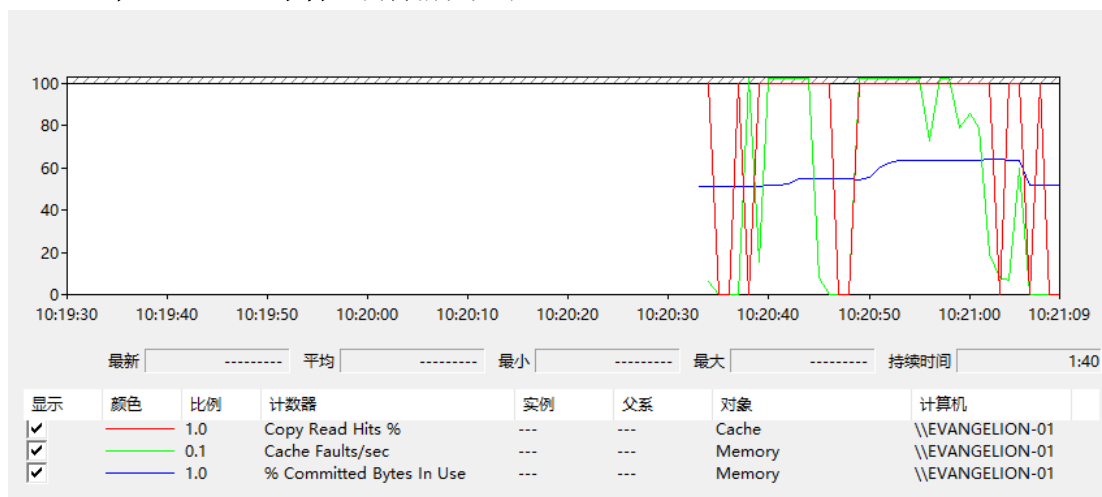 100
80
60
40
20
0
10:19:30 10:19:40 10:19:50 10:20:00 10:20:10 10:20:20 10:20:30 10:20:40 10:20:50 10:21:00 10:21:09
最新 --------- 平均 --------- 最小 --------- 最大 --------- 持续时间 1:40
显示 颜色 比例 计数器 实例 父系 对象 计算机
1.0 Copy Read Hits % --- --- Cache \\EVANGELION-01
0.1 Cache Faults/sec --- --- Memory \\EVANGELION-01
1.0 % Committed Bytes In Use --- --- Memory \\EVANGELION-01